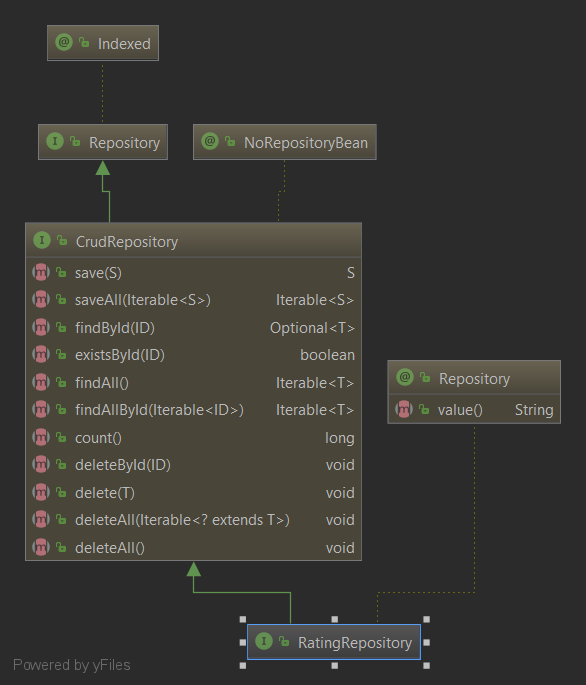 @ Indexed
I Repository
@ NoRepositoryBean
I CrudRepository
m save(S) S
m saveAll(Iterable<S>) Iterable<S>
m findById(ID) Optional<T>
m existsById(ID) boolean
m findAll() Iterable<T>
m findAllById(Iterable<ID>) Iterable<T>
m count() long
m deleteById(ID) void
m delete(T) void
m deleteAll(Iterable<? extends T>) void
m deleteAll() void
@ Repository
m value() String
I RatingRepository
Powered by yFiles